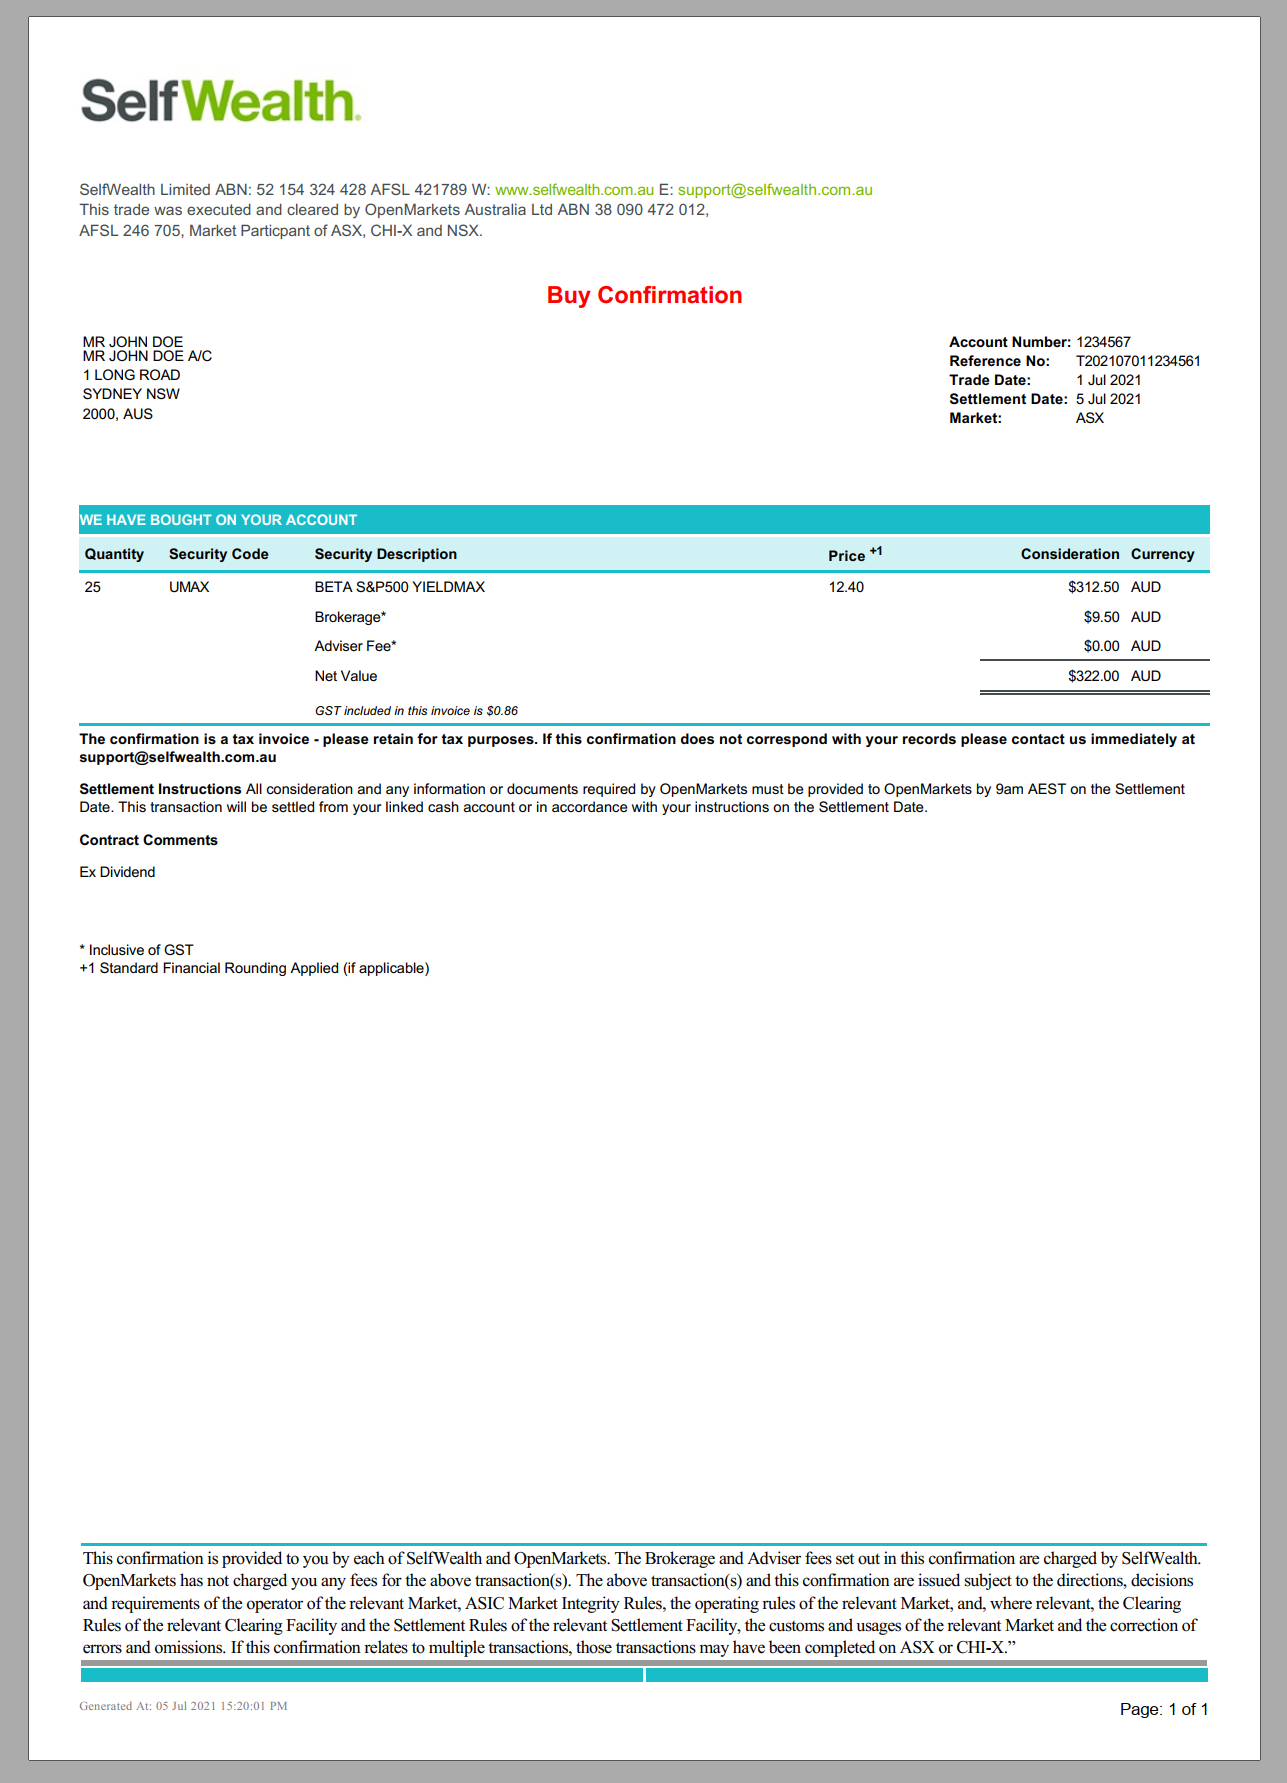 SelfWealth.
SelfWealth Limited ABN: 52 154 324 428 AFSL 421789 W: www.selfwealth.com.au E: support@selfwealth.com.au
This trade was executed and cleared by OpenMarkets Australia Ltd ABN 38 090 472 012,
AFSL 246 705, Market Particpant of ASX, CHI-X and NSX.
Buy Confirmation
MR JOHN DOE
MR JOHN DOE A/C
1 LONG ROAD
SYDNEY NSW
2000, AUS
Account Number: 1234567
Reference No: T202107011234561
Trade Date: 1 Jul 2021
Settlement Date: 5 Jul 2021
Market: ASX
WE HAVE BOUGHT ON YOUR ACCOUNT
Quantity Security Code Security Description Price +1 Consideration Currency
25 UMAX BETA S&P500 YIELDMAX 12.40 $312.50 AUD
Brokerage* $9.50 AUD
Adviser Fee* $0.00 AUD
Net Value $322.00 AUD
GST included in this invoice is $0.86
The confirmation is a tax invoice - please retain for tax purposes. If this confirmation does not correspond with your records please contact us immediately at
support@selfwealth.com.au
Settlement Instructions All consideration and any information or documents required by OpenMarkets must be provided to OpenMarkets by 9am AEST on the Settlement
Date. This transaction will be settled from your linked cash account or in accordance with your instructions on the Settlement Date.
Contract Comments
Ex Dividend
* Inclusive of GST
+1 Standard Financial Rounding Applied (if applicable)
This confirmation is provided to you by each of SelfWealth and OpenMarkets. The Brokerage and Adviser fees set out in this confirmation are charged by SelfWealth.
OpenMarkets has not charged you any fees for the above transaction(s). The above transaction(s) and this confirmation are issued subject to the directions, decisions
and requirements of the operator of the relevant Market, ASIC Market Integrity Rules, the operating rules of the relevant Market, and, where relevant, the Clearing
Rules of the relevant Clearing Facility and the Settlement Rules of the relevant Settlement Facility, the customs and usages of the relevant Market and the correction of
errors and omissions. If this confirmation relates to multiple transactions, those transactions may have been completed on ASX or CHI-X.”
Generated At: 05 Jul 2021 15:20:01 PM
Page: 1 of 1